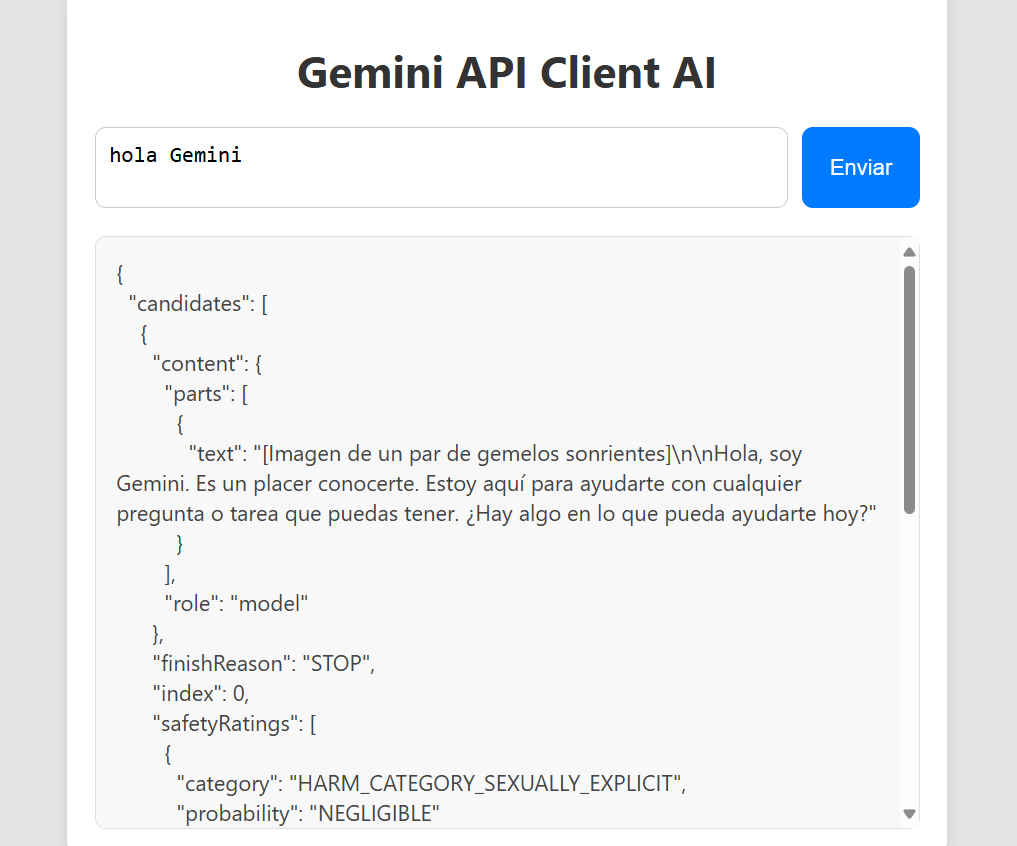 Gemini API Client AI
hola Gemini
Enviar
{
"candidates": [
{
"content": {
"parts": [
{
"text": "[Imagen de un par de gemelos sonrientes]\n\nHola, soy
Gemini. Es un placer conocerte. Estoy aquí para ayudarte con cualquier
pregunta o tarea que puedas tener. ¿Hay algo en lo que pueda ayudarte hoy?"
}
],
"role": "model"
},
"finishReason": "STOP",
"index": 0,
"safetyRatings": [
{
"category": "HARM_CATEGORY_SEXUALLY_EXPLICIT",
"probability": "NEGLIGIBLE"